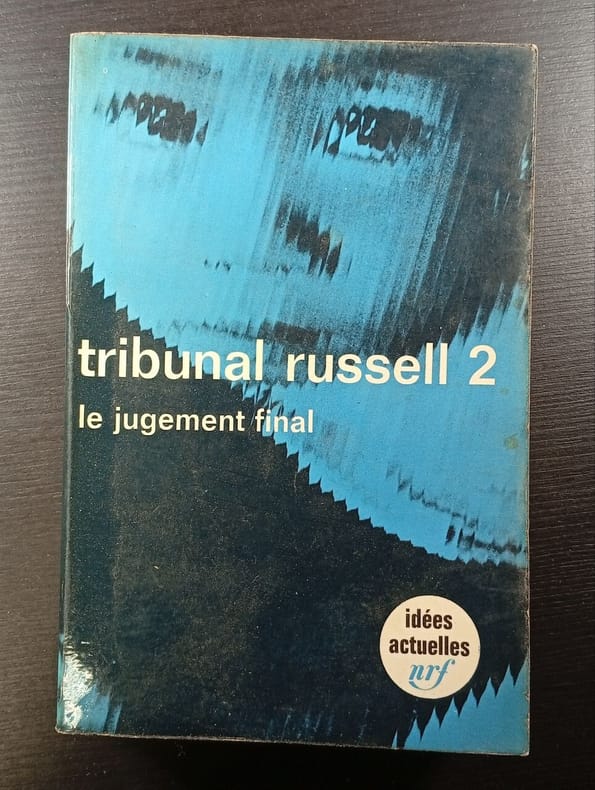 tribunal russell 2
le jugement final
idées
actuelles
nrf